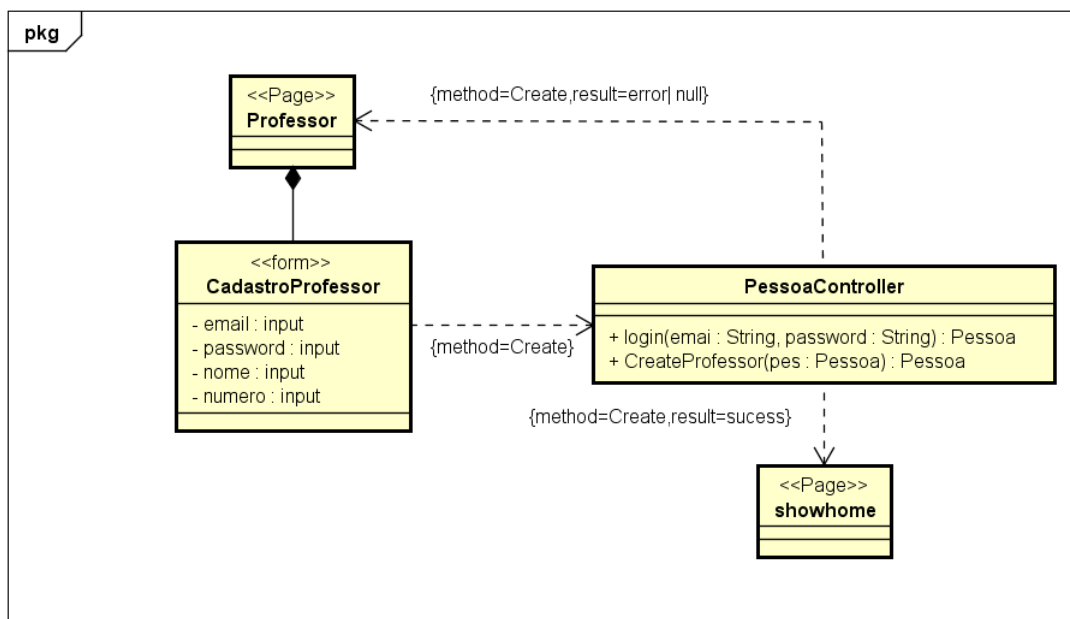 pkg
<<Page>>
Professor
{method=Create,result=error| null}
<<form>>
CadastroProfessor
- email : input
- password : input
- nome : input
- numero : input
{method=Create}
PessoaController
+ login(emai : String, password : String) : Pessoa
+ CreateProfessor(pes : Pessoa) : Pessoa
{method=Create,result=sucess}
<<Page>>
showhome